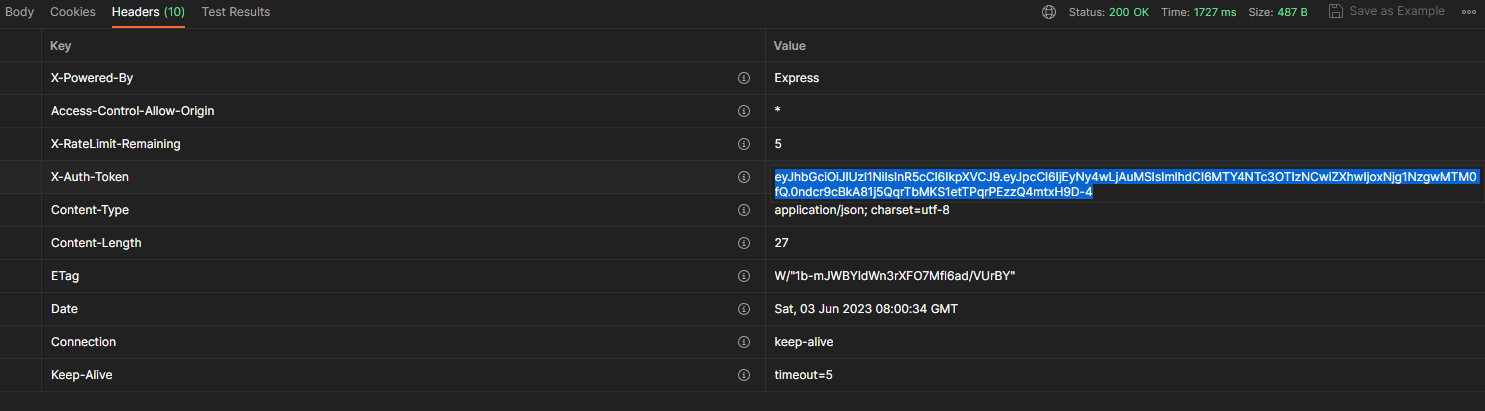 Body Cookies Headers (10) Test Results Status: 200 OK Time: 1727 ms Size: 487 B Save as Example
Key Value
X-Powered-By Express
Access-Control-Allow-Origin *
X-RateLimit-Remaining 5
X-Auth-Token eyJhbGciOiJIUzI1NiIsInR5cCI6IkpXVCJ9.eyJpcCI6IjEyNy4wLjAuMSIsImlhdCI6MTY4NTc3OTIzNCwiZXhwIjoxNjg1NzgwMTM0
fQ.0ndcr9cBkA81j5QqrTbMKS1etTPqrPEzzQ4mtxH9D-4
Content-Type application/json; charset=utf-8
Content-Length 27
ETag W/"1b-mJWBYIdWn3rXFO7Mfl6ad/VUrBY"
Date Sat, 03 Jun 2023 08:00:34 GMT
Connection keep-alive
Keep-Alive timeout=5